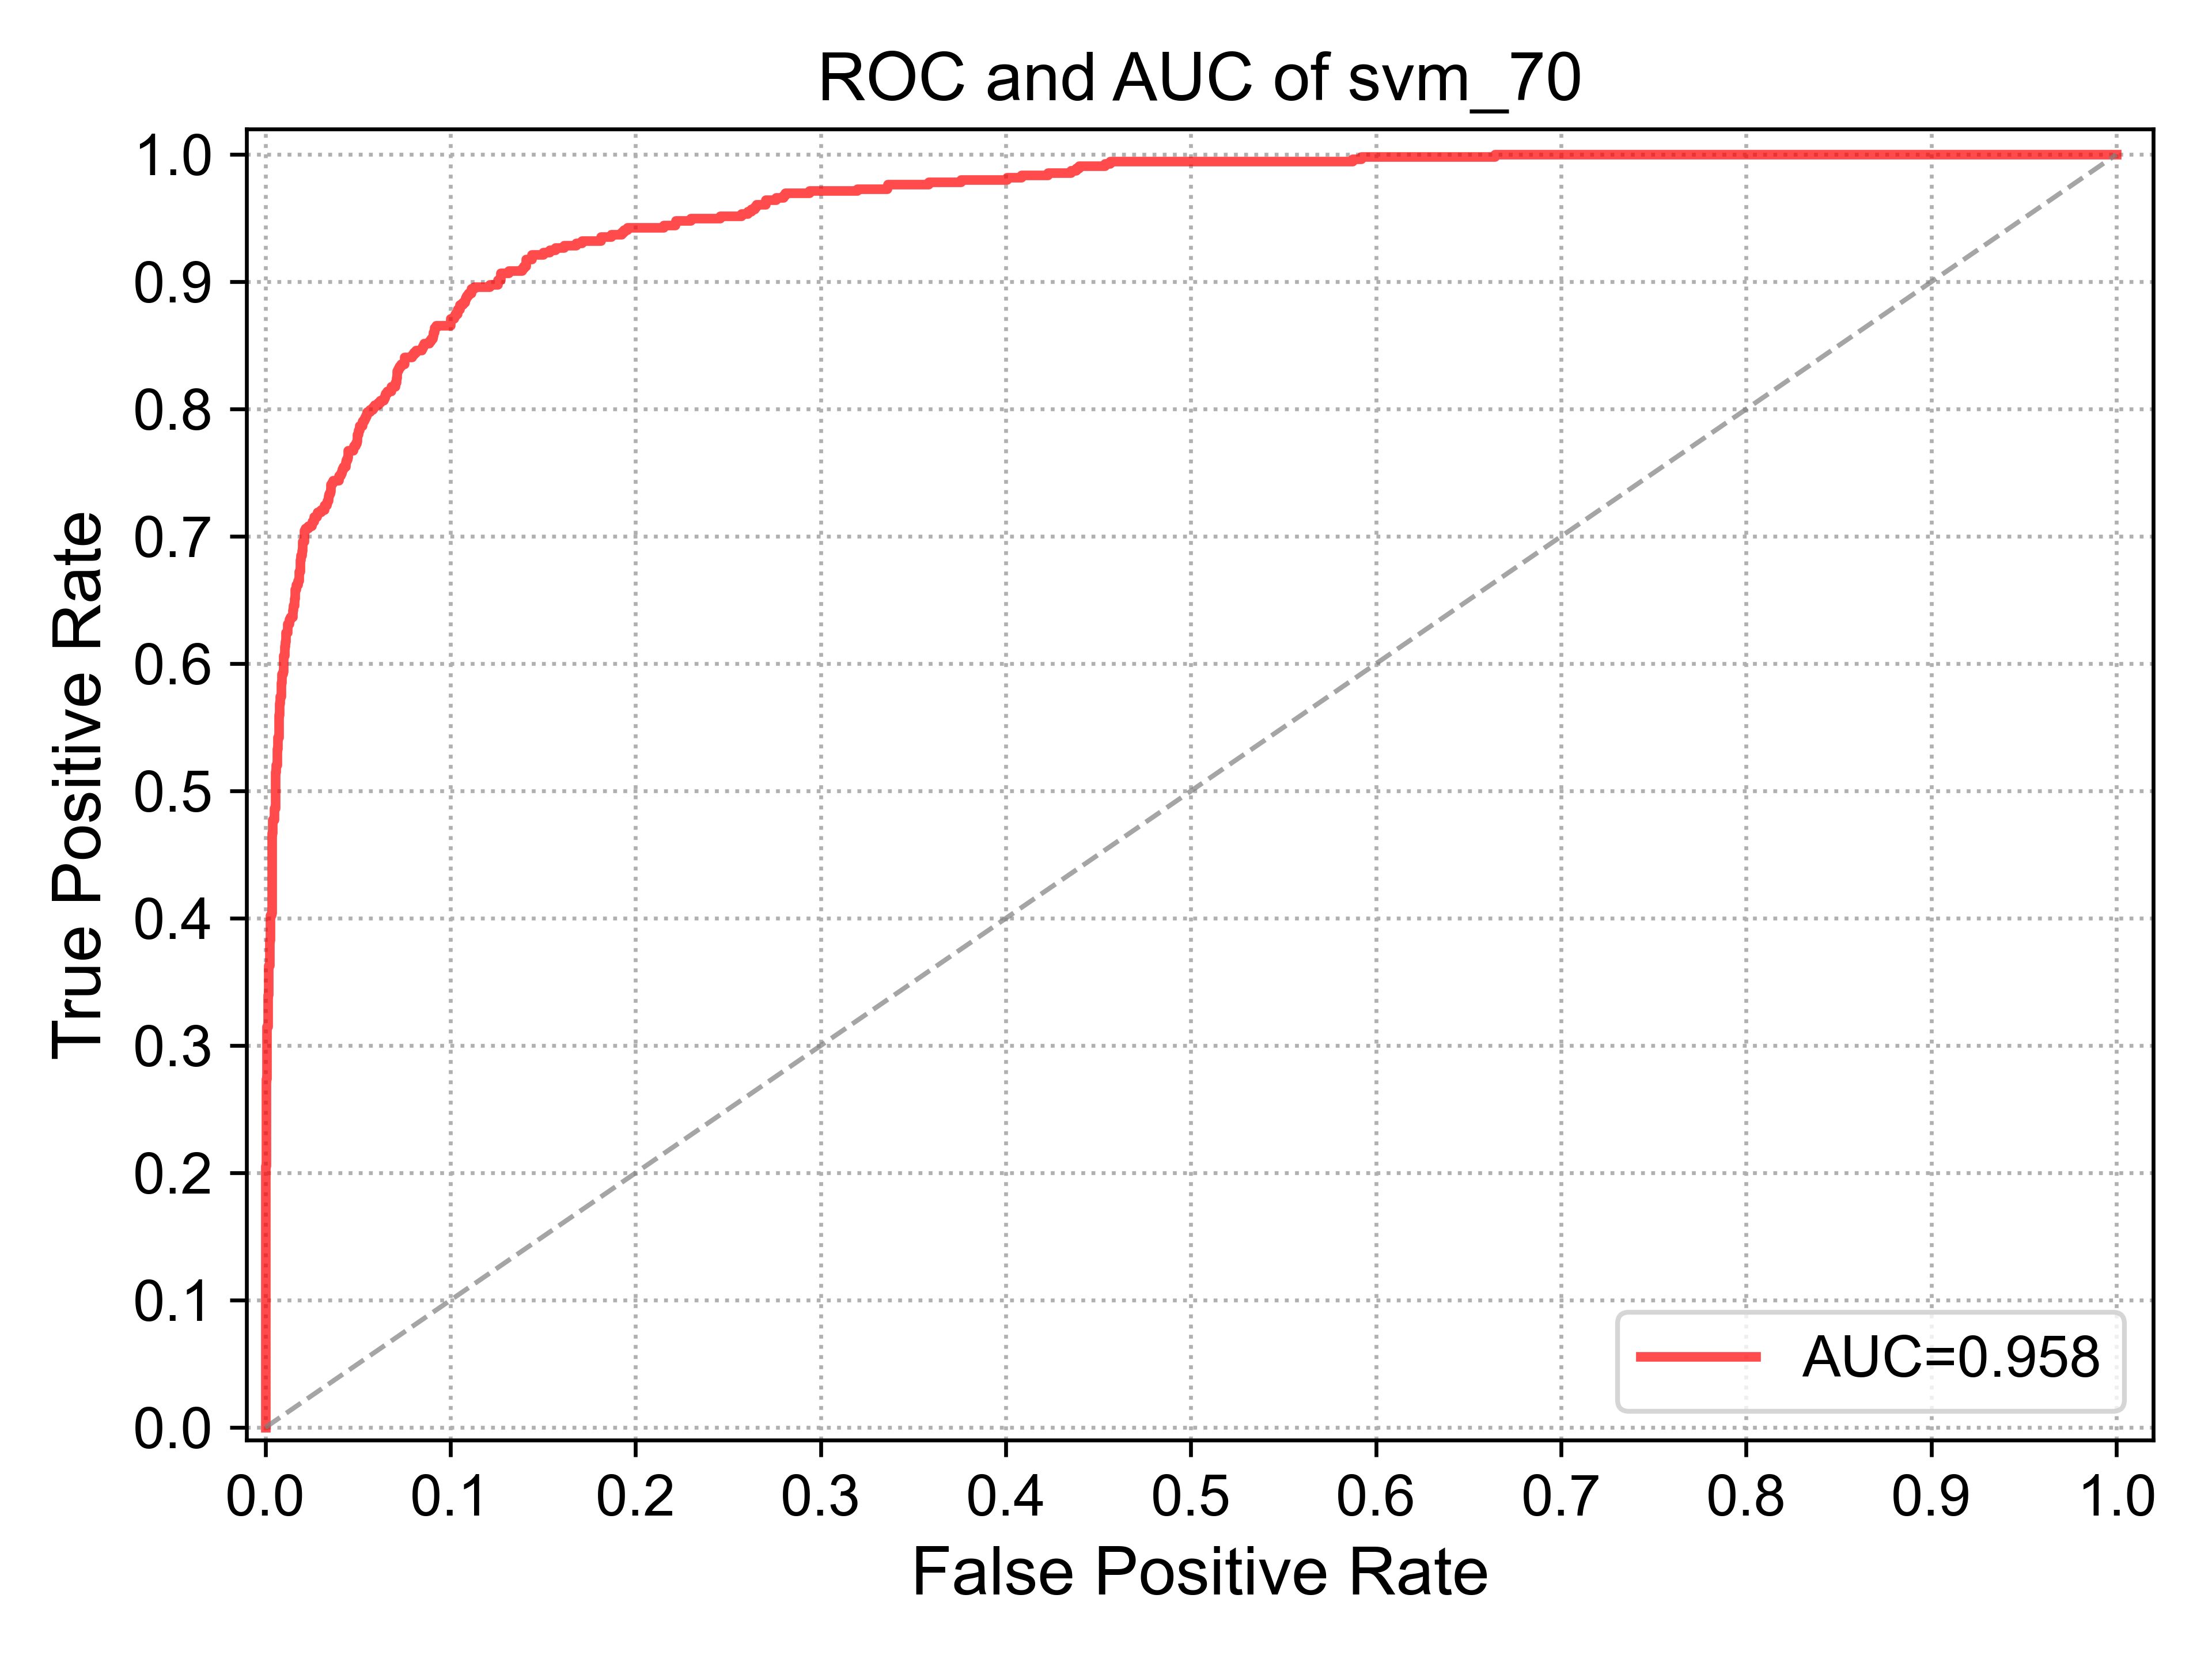 ROC and AUC of svm_70
True Positive Rate
1.0
0.9
0.8
0.7
0.6
0.5
0.4
0.3
0.2
0.1
0.0
AUC=0.958
0.0 0.1 0.2 0.3 0.4 0.5 0.6 0.7 0.8 0.9 1.0
False Positive Rate